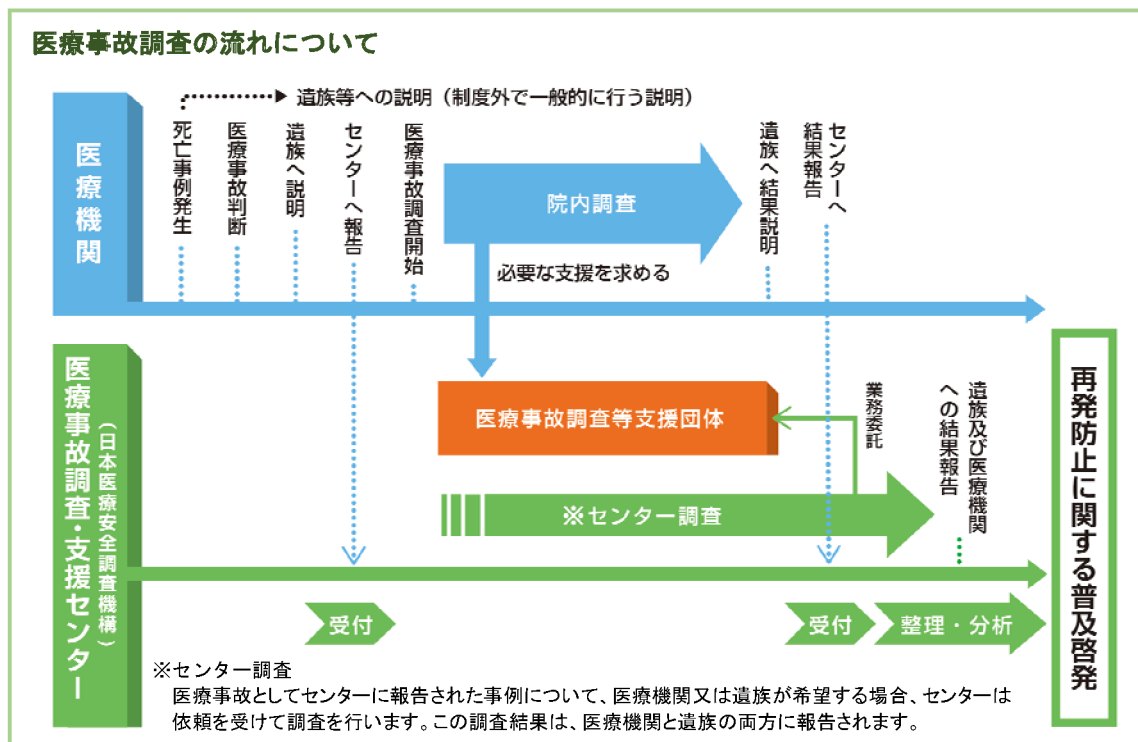 医療事故調査の流れについて
遺族等への説明（制度外で一般的に行う説明）
医療機関
死亡事例発生
医療事故判断
遺族へ説明
センターへ報告
医療事故調査開始
院内調査
遺族へ結果説明
センターへ
結果報告
必要な支援を求める
医療事故調査・支援センター
（日本医療安全調査機構）
医療事故調査等支援団体
業務委託
※センター調査
遺族及び医療機関
への結果報告
受付
受付
整理・分析
再発防止に関する普及啓発
※センター調査
医療事故としてセンターに報告された事例について、医療機関又は遺族が希望する場合、センターは
依頼を受けて調査を行います。この調査結果は、医療機関と遺族の両方に報告されます。